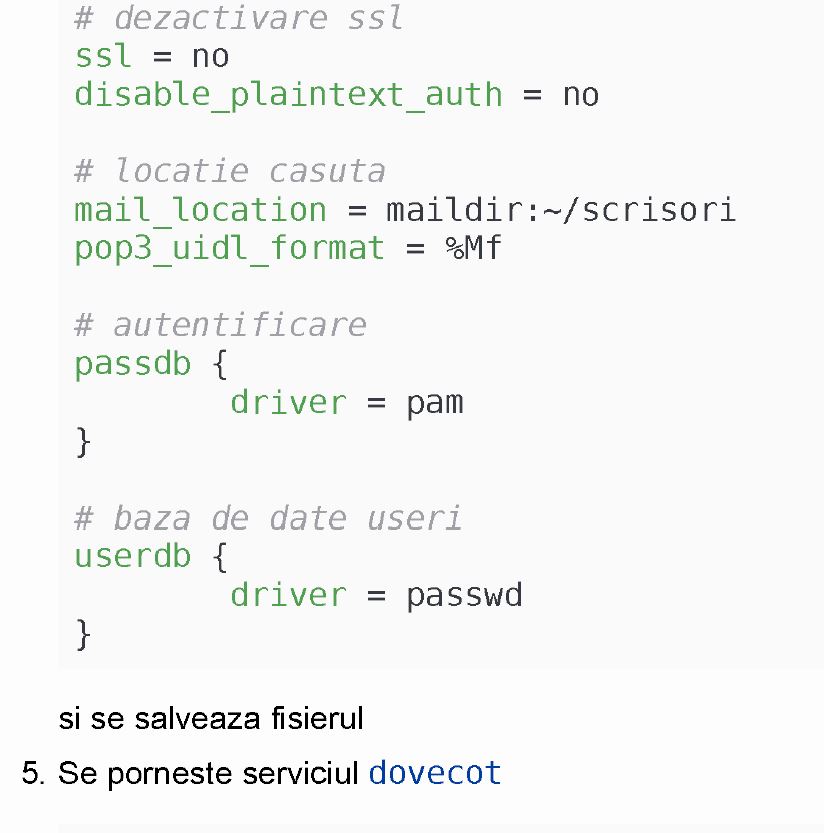 # dezactivare ssl
ssl = no
disable_plaintext_auth = no

# locatie casuta
mail_location = maildir:~/scrisori
pop3_uidl_format = %Mf

# autentificare
passdb {
        driver = pam
}

# baza de date useri
userdb {
        driver = passwd
}

si se salveaza fisierul
5. Se porneste serviciul dovecot